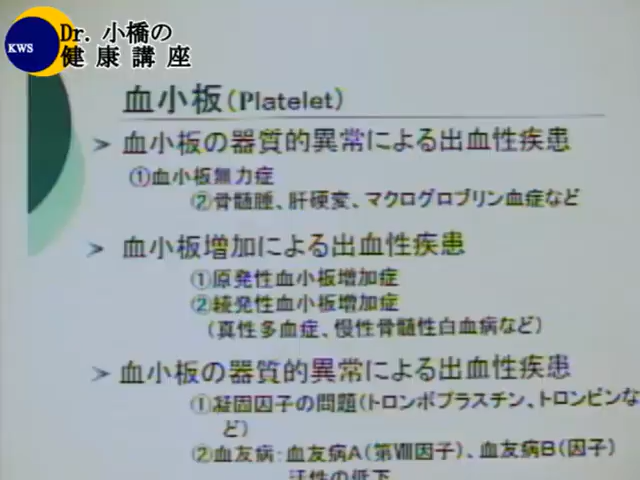 Dr. 小橋の
KWS
健康講座
血小板(Platelet)
➢ 血小板の器質的異常による出血性疾患
①血小板無力症
②骨髄腫、肝硬変、マクログロブリン血症など
➢ 血小板増加による出血性疾患
①原発性血小板増加症
②続発性血小板増加症
(真性多血症、慢性骨髄性白血病など)
➢ 血小板の器質的異常による出血性疾患
①凝固因子の問題(トロンボプラスチン、トロンビンな
ど)
②血友病:血友病A(第Ⅷ因子)、血友病B(因子)
活性の低下